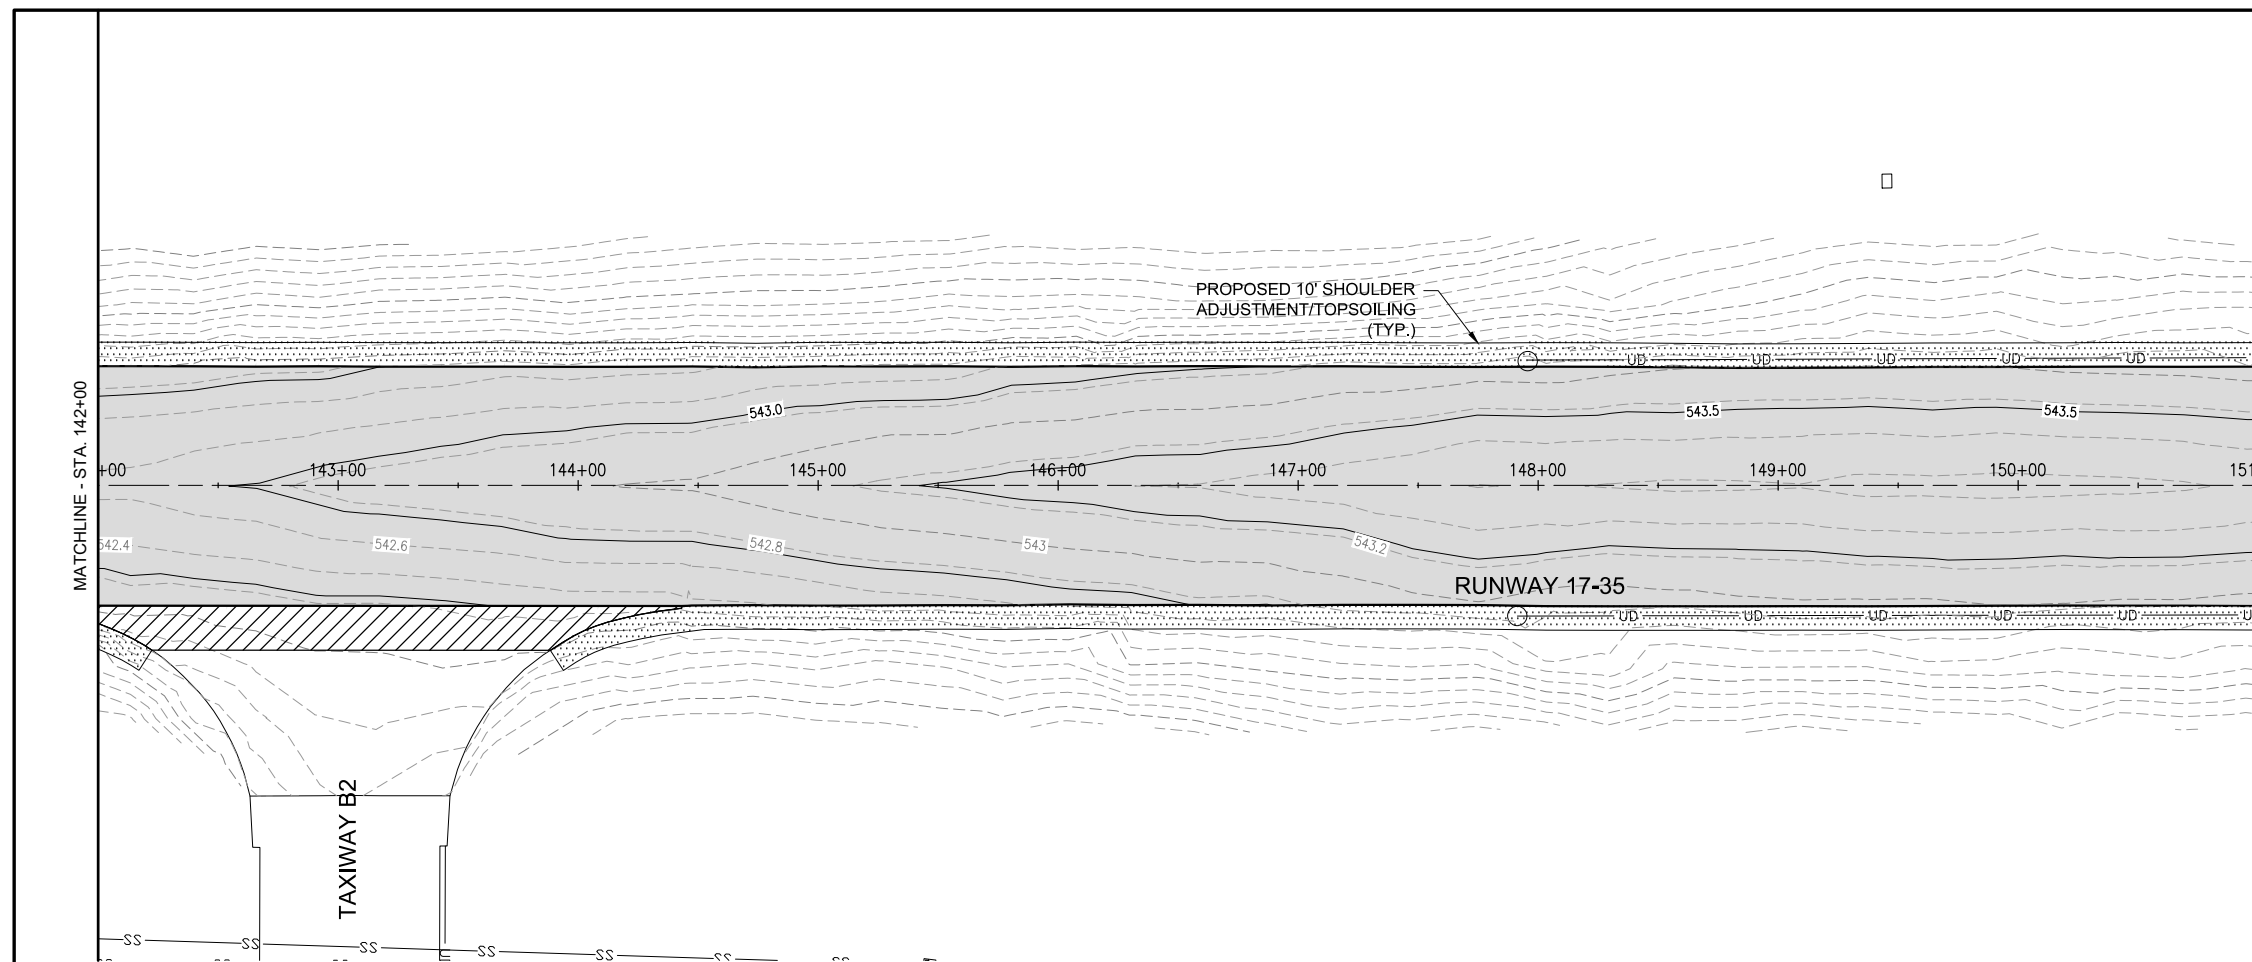 PROPOSED 10' SHOULDER
ADJUSTMENT/TOPSOILING
(TYP.)
UD UD UD UD UD
MATCHLINE - STA. 142+00
543.0
543.5
543.5
+00 143+00 144+00 145+00 146+00 147+00 148+00 149+00 150+00 151
542.4
542.6
542.8
543
543.2
RUNWAY 17-35
UD UD UD UD UD U
TAXIWAY B2
SS SS SS SS SS SS SS